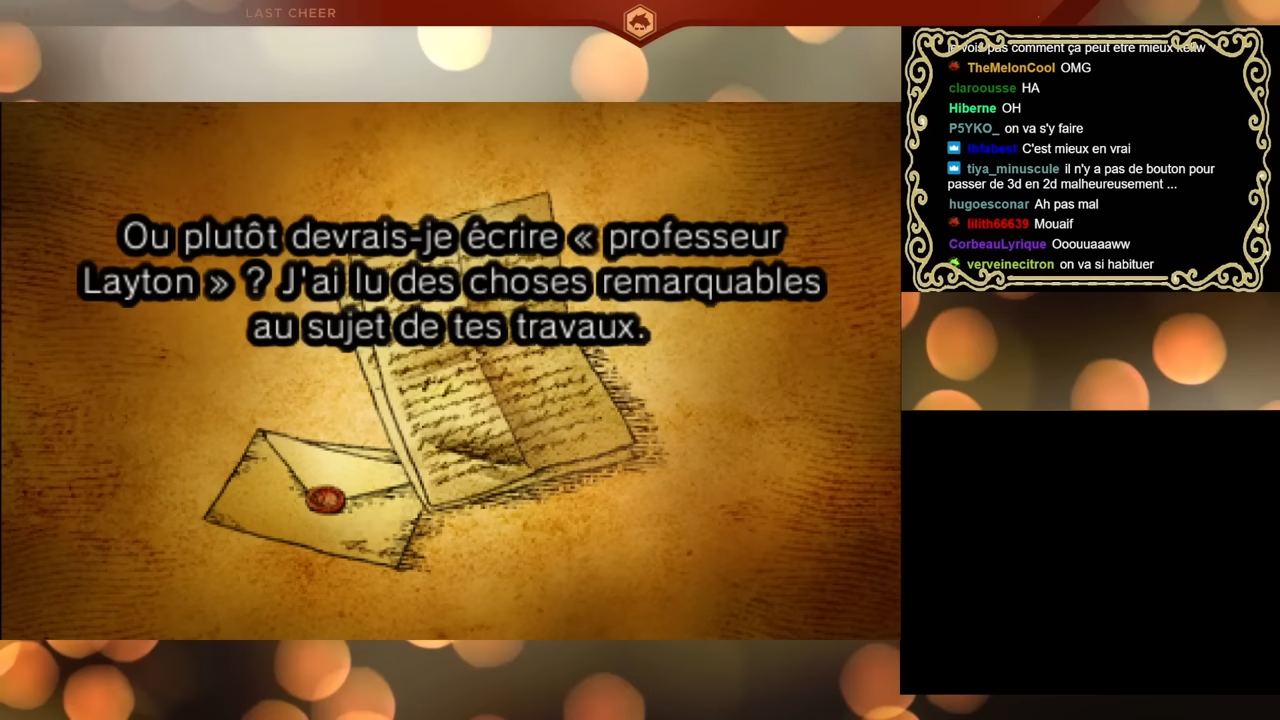 LAST CHEER
Ou plutôt devrais-je écrire « professeur
Layton » ? J'ai lu des choses remarquables
au sujet de tes travaux.
je vois pas comment ça peut etre mieux
TheMelonCool OMG
claroousse HA
Hiberne OH
P5YKO_ on va s'y faire
C'est mieux en vrai
tiya_minuscule il n'y a pas de bouton pour
passer de 3d en 2d malheureusement ...
hugoesconar Ah pas mal
lilith66639 Mouaif
CorbeauLyrique Ooouuaaaww
verveinecitron on va si habituer